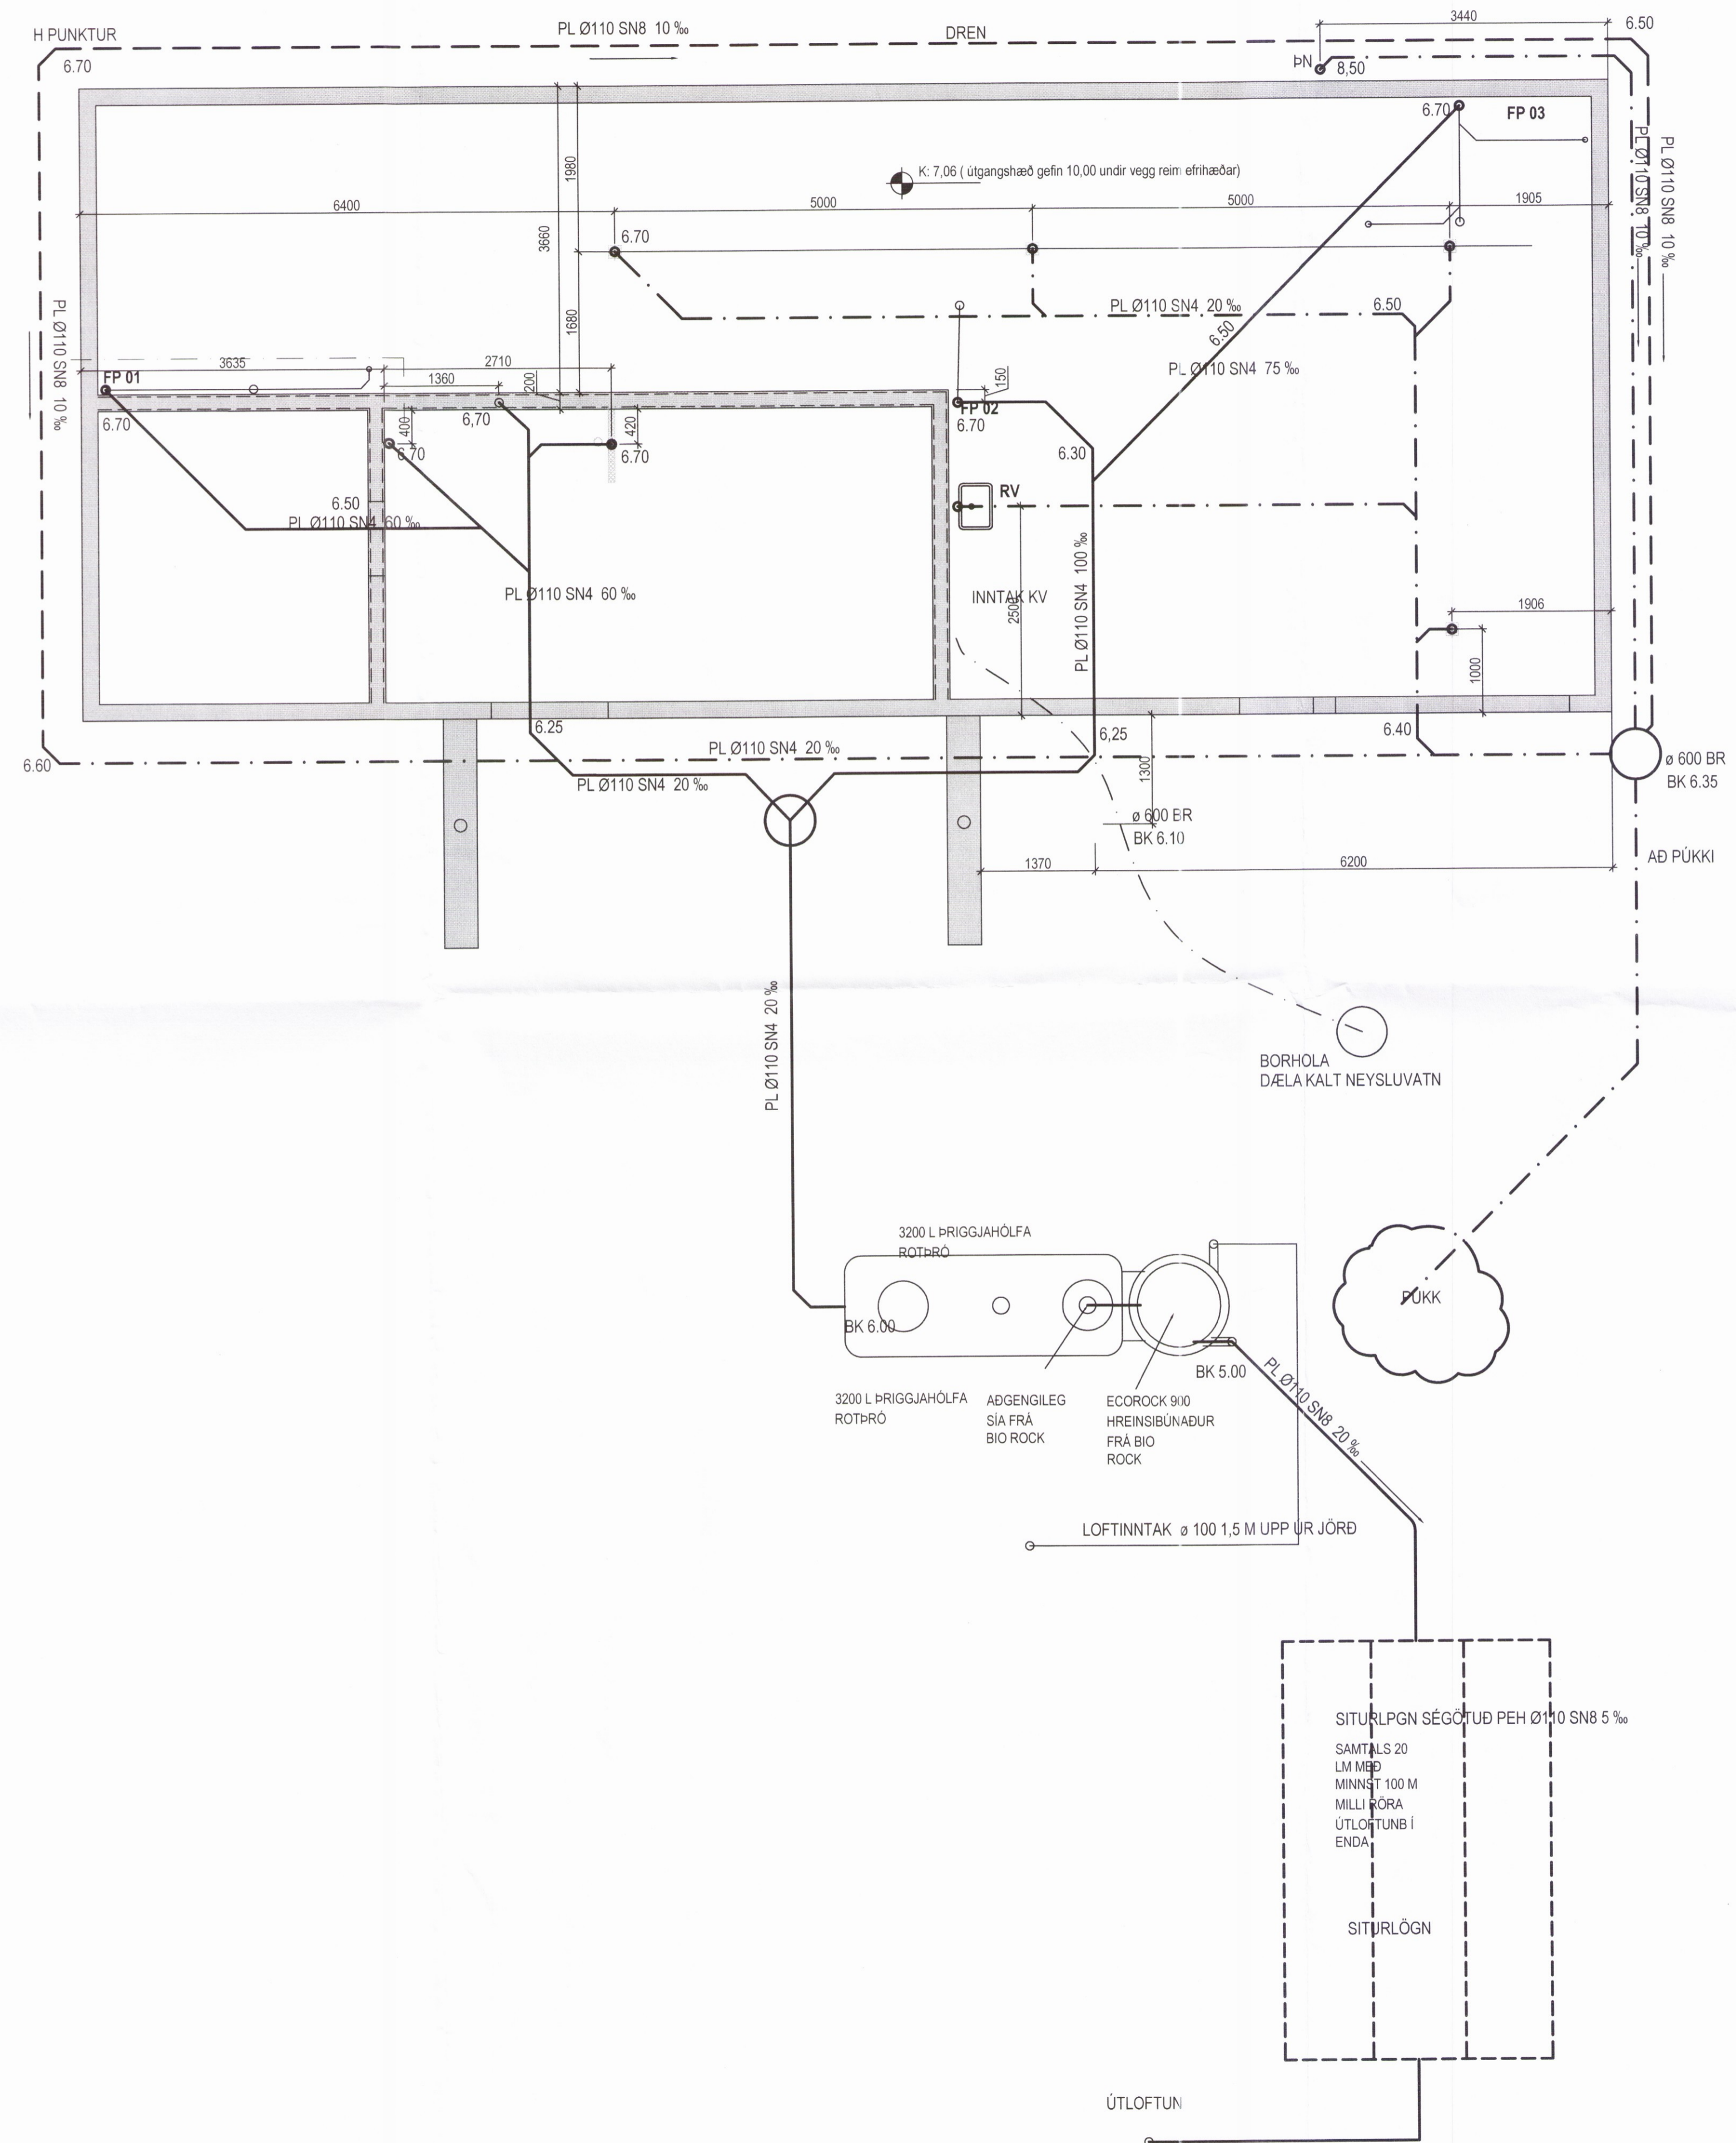 H PUNKTUR
PL Ø110 SN8 10 ‰
DREN
3440
6.50
6.70
ÞN
8,50
6.70
FP 03
PL Ø110 SN8 10 ‰
PL Ø110 SN8 10 ‰
K: 7,06 ( útgangshæð gefin 10,00 undir vegg reim efrihæðar)
1980
6400
5000
5000
1905
3660
6.70
PL Ø110 SN8 10 ‰
1680
PL Ø110 SN4 20 ‰
6.50
6.50
PL Ø110 SN4 75 ‰
3635
2710
FP 01
1360
200
150
FP 02
6.70
6,70
400
420
6.70
6.70
6.70
6.30
6.50
PL Ø110 SN4 60 ‰
RV
PL Ø110 SN4 60 ‰
INNTAK KV
2500
PL Ø110 SN4 100 ‰
1906
1000
6.25
6,25
6.40
6.60
PL Ø110 SN4 20 ‰
PL Ø110 SN4 20 ‰
1300
ø 600 BR
BK 6.35
ø 600 BR
BK 6.10
1370
6200
AÐ PÚKKI
PL Ø110 SN4 20 ‰
BORHOLA
DÆLA KALT NEYSLUVATN
3200 L ÞRIGGJAHÓLFA
ROTÞRÓ
PÚKK
BK 6.00
BK 5.00
3200 L ÞRIGGJAHÓLFA
ROTÞRÓ
AÐGENGILEG
SÍA FRÁ
BIO ROCK
ECOROCK 900
HREINSIBÚNAÐUR
FRÁ BIO
ROCK
PL Ø110 SN8 20 ‰
LOFTINNTAK ø 100 1,5 M UPP ÚR JÖRÐ
SITURLPGN SÉGÖTUÐ PEH Ø110 SN8 5 ‰
SAMTALS 20
LM MEÐ
MINNST 100 M
MILLI RÖRA
ÚTLOFTUNB Í
ENDA
SITURLÖGN
ÚTLOFTUN